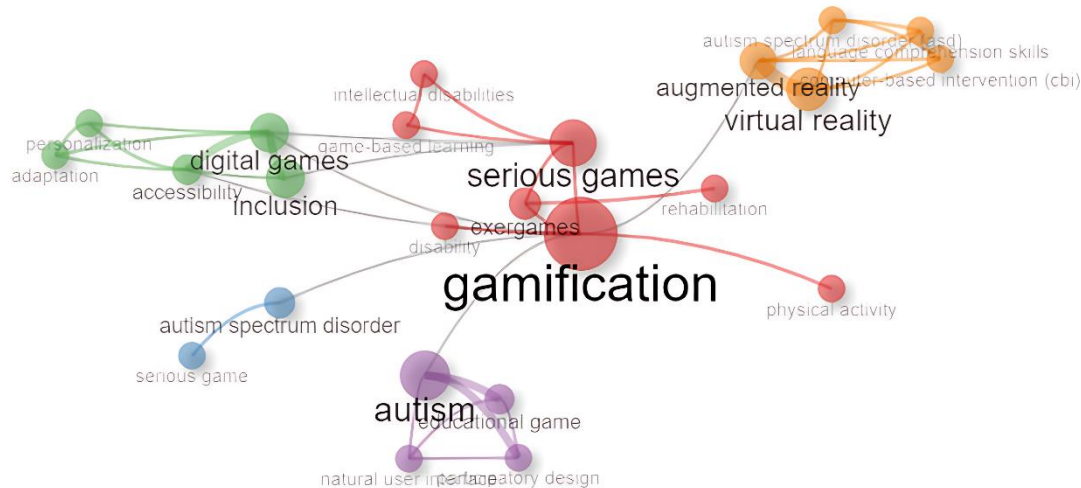 autism spectrum disorder (asd)
language comprehension skills
computer-based intervention (cbi)
augmented reality
virtual reality
intellectual disabilities
game-based learning
personalization
adaptation
digital games
accessibility
inclusion
serious games
rehabilitation
exergames
disability
gamification
physical activity
autism spectrum disorder
serious game
autism
educational game
natural user interface
participatory design